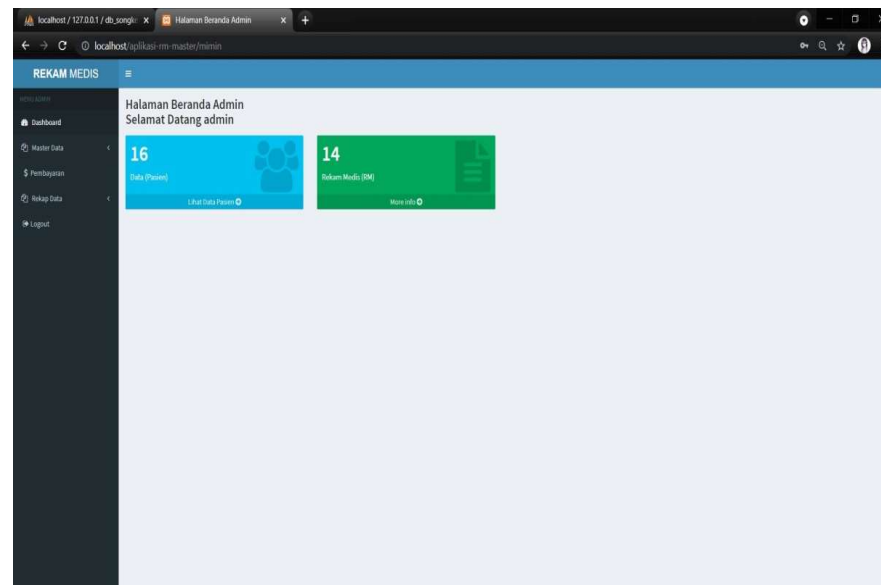 localhost / 127.0.0.1 / db_songk
Halaman Beranda Admin
localhost/aplikasi-rm-master/mimin
REKAM MEDIS
MENU ADMIN
Dashboard
Master Data
$ Pembayaran
Rekap Data
Logout
Halaman Beranda Admin
Selamat Datang admin
16
Data (Pasien)
Lihat Data Pasien
14
Rekam Medis (RM)
More info